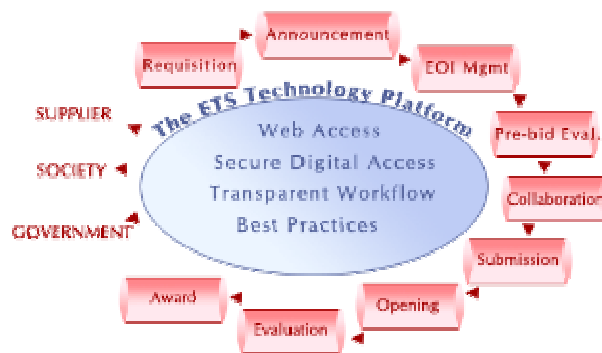 Announcement
Requisition
EOI Mgmt
The ETS Technology Platform
SUPPLIER
Web Access
Pre-bid Eval.
Secure Digital Access
SOCIETY
Transparent Workflow
Collaboration
Best Practices
GOVERNMENT
Submission
Award
Opening
Evaluation